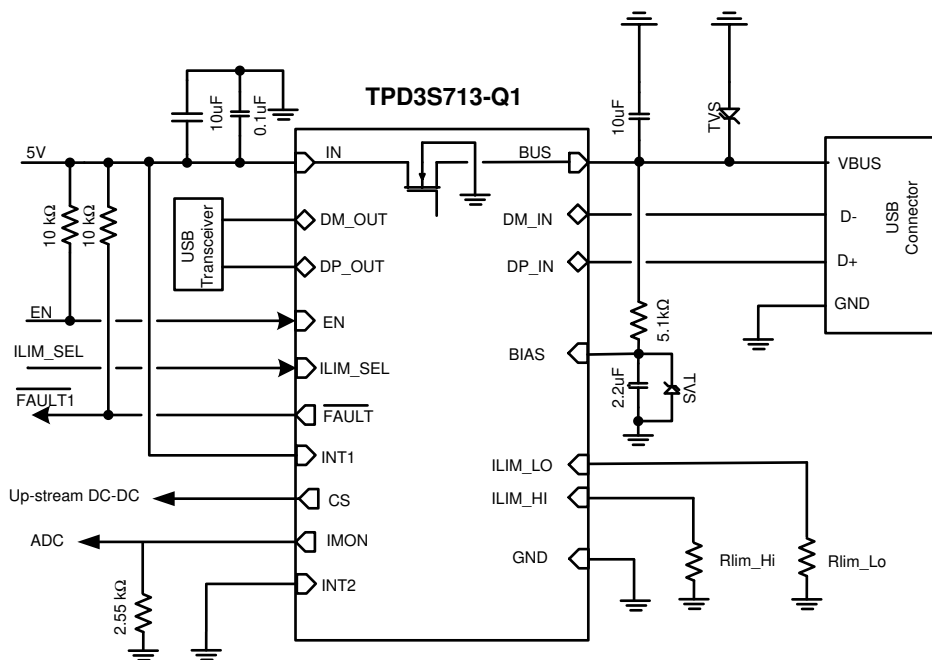 TPD3S713-Q1
10uF
0.1uF
10uF
TVS
5V
IN
BUS
VBUS
10 kΩ
10 kΩ
USB
Transceiver
DM_OUT
DM_IN
D-
USB
Connector
DP_OUT
DP_IN
D+
EN
EN
GND
5.1kΩ
ILIM_SEL
ILIM_SEL
BIAS
2.2uF
TVS
FAULT1
FAULT
INT1
ILIM_LO
Up-stream DC-DC
CS
ILIM_HI
ADC
IMON
GND
Rlim_Hi
Rlim_Lo
2.55 kΩ
INT2